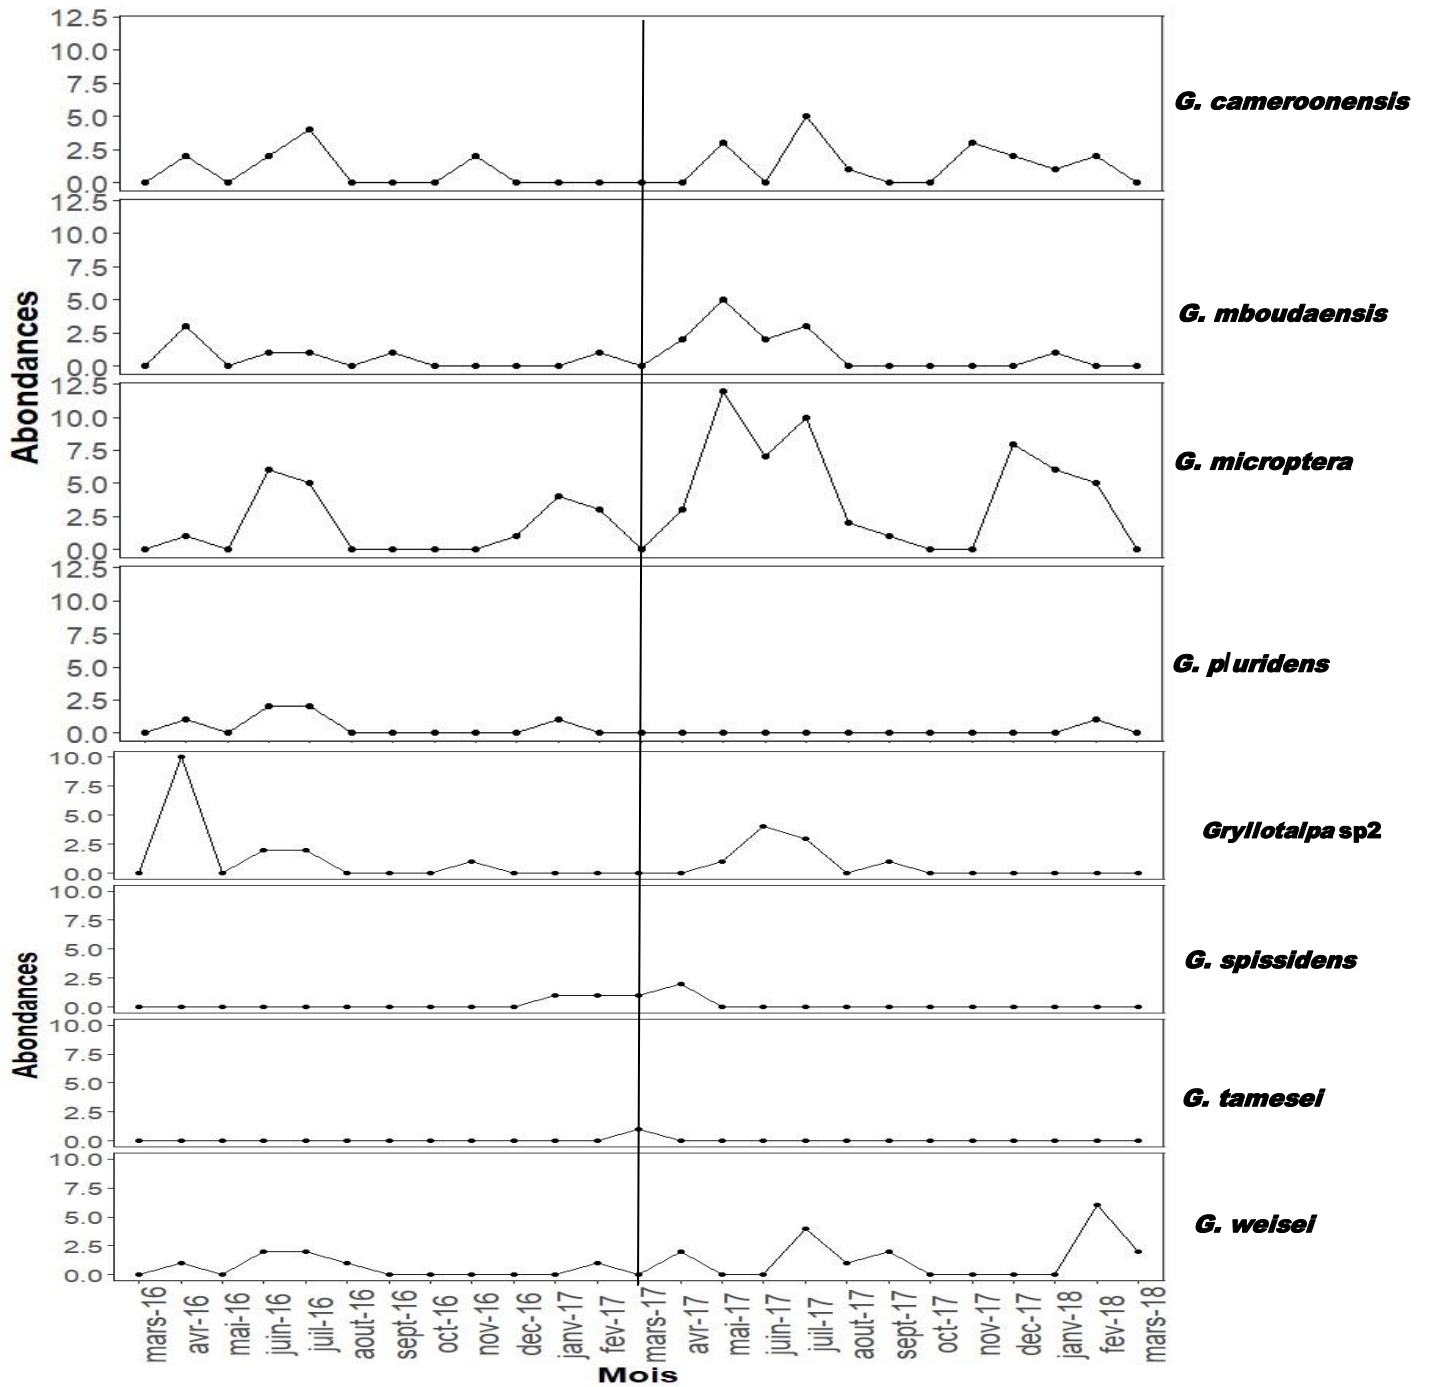 12.5
10.0
7.5
5.0
2.5
0.0
G. cameroonensis
12.5
10.0
7.5
5.0
2.5
0.0
G. mboudaensis
Abondances
12.5
10.0
7.5
5.0
2.5
0.0
G. microptera
12.5
10.0
7.5
5.0
2.5
0.0
G. pluridens
10.0
7.5
5.0
2.5
0.0
Gryllotalpa sp2
10.0
7.5
5.0
2.5
0.0
G. spissidens
Abondances
10.0
7.5
5.0
2.5
0.0
G. tamesei
10.0
7.5
5.0
2.5
0.0
G. weisei
mars-16
avr-16
mai-16
juin-16
juil-16
aout-16
sept-16
oct-16
nov-16
dec-16
janv-17
fev-17
mars-17
avr-17
mai-17
juin-17
juil-17
aout-17
sept-17
oct-17
nov-17
dec-17
janv-18
fev-18
mars-18
Mois